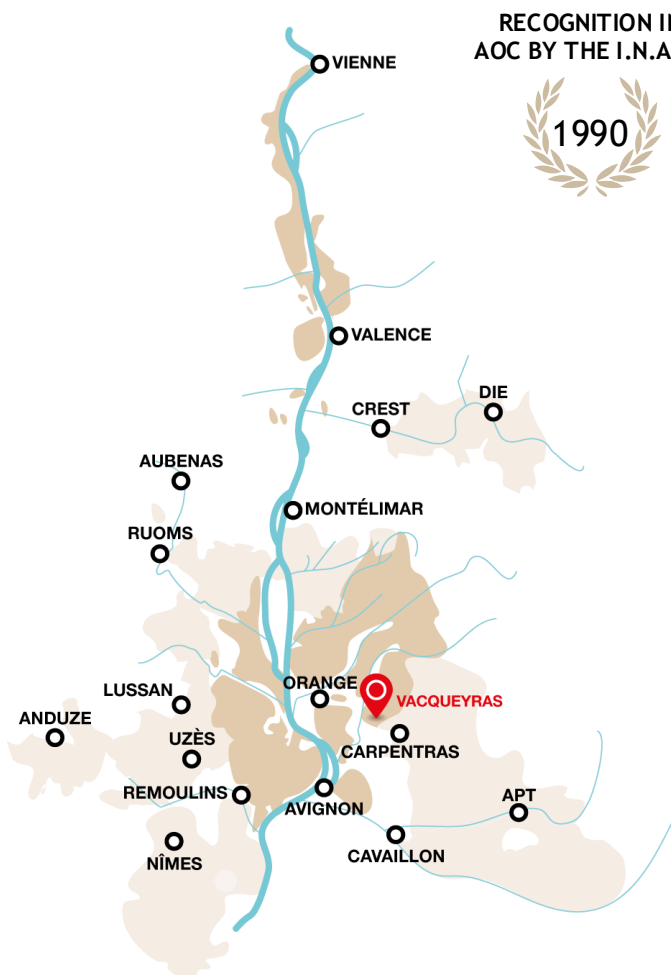 RECOGNITION I
AOC BY THE I.N.A
1990
VIENNE
VALENCE
DIE
CREST
AUBENAS
MONTÉLIMAR
RUOMS
ORANGE
LUSSAN
VACQUEYRAS
ANDUZE
UZÈS
CARPENTRAS
REMOULINS
AVIGNON
APT
NÎMES
CAVAILLON